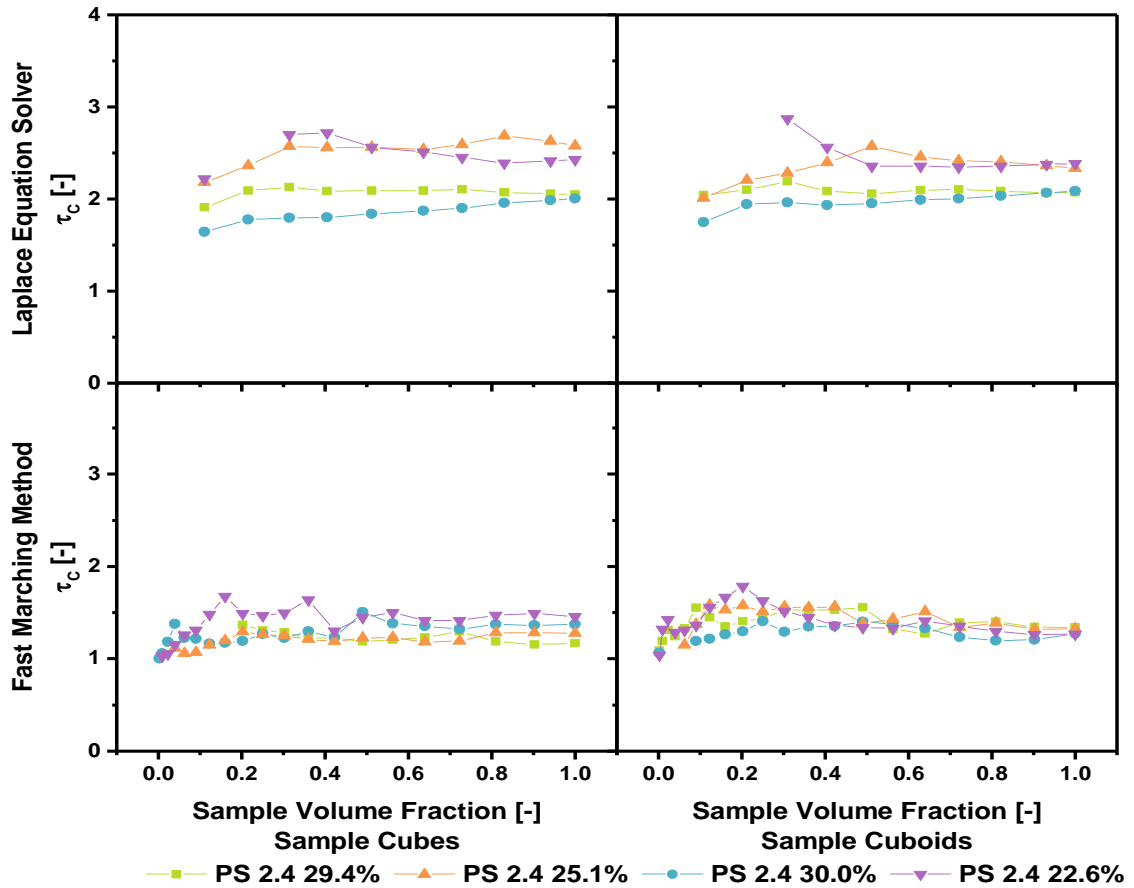 4
3
2
1
0
Laplace Equation Solver
τC [-]
3
2
1
0
Fast Marching Method
τC [-]
0.0 0.2 0.4 0.6 0.8 1.0
0.0 0.2 0.4 0.6 0.8 1.0
Sample Volume Fraction [-]
Sample Cubes
Sample Volume Fraction [-]
Sample Cuboids
PS 2.4 29.4% PS 2.4 25.1% PS 2.4 30.0% PS 2.4 22.6%